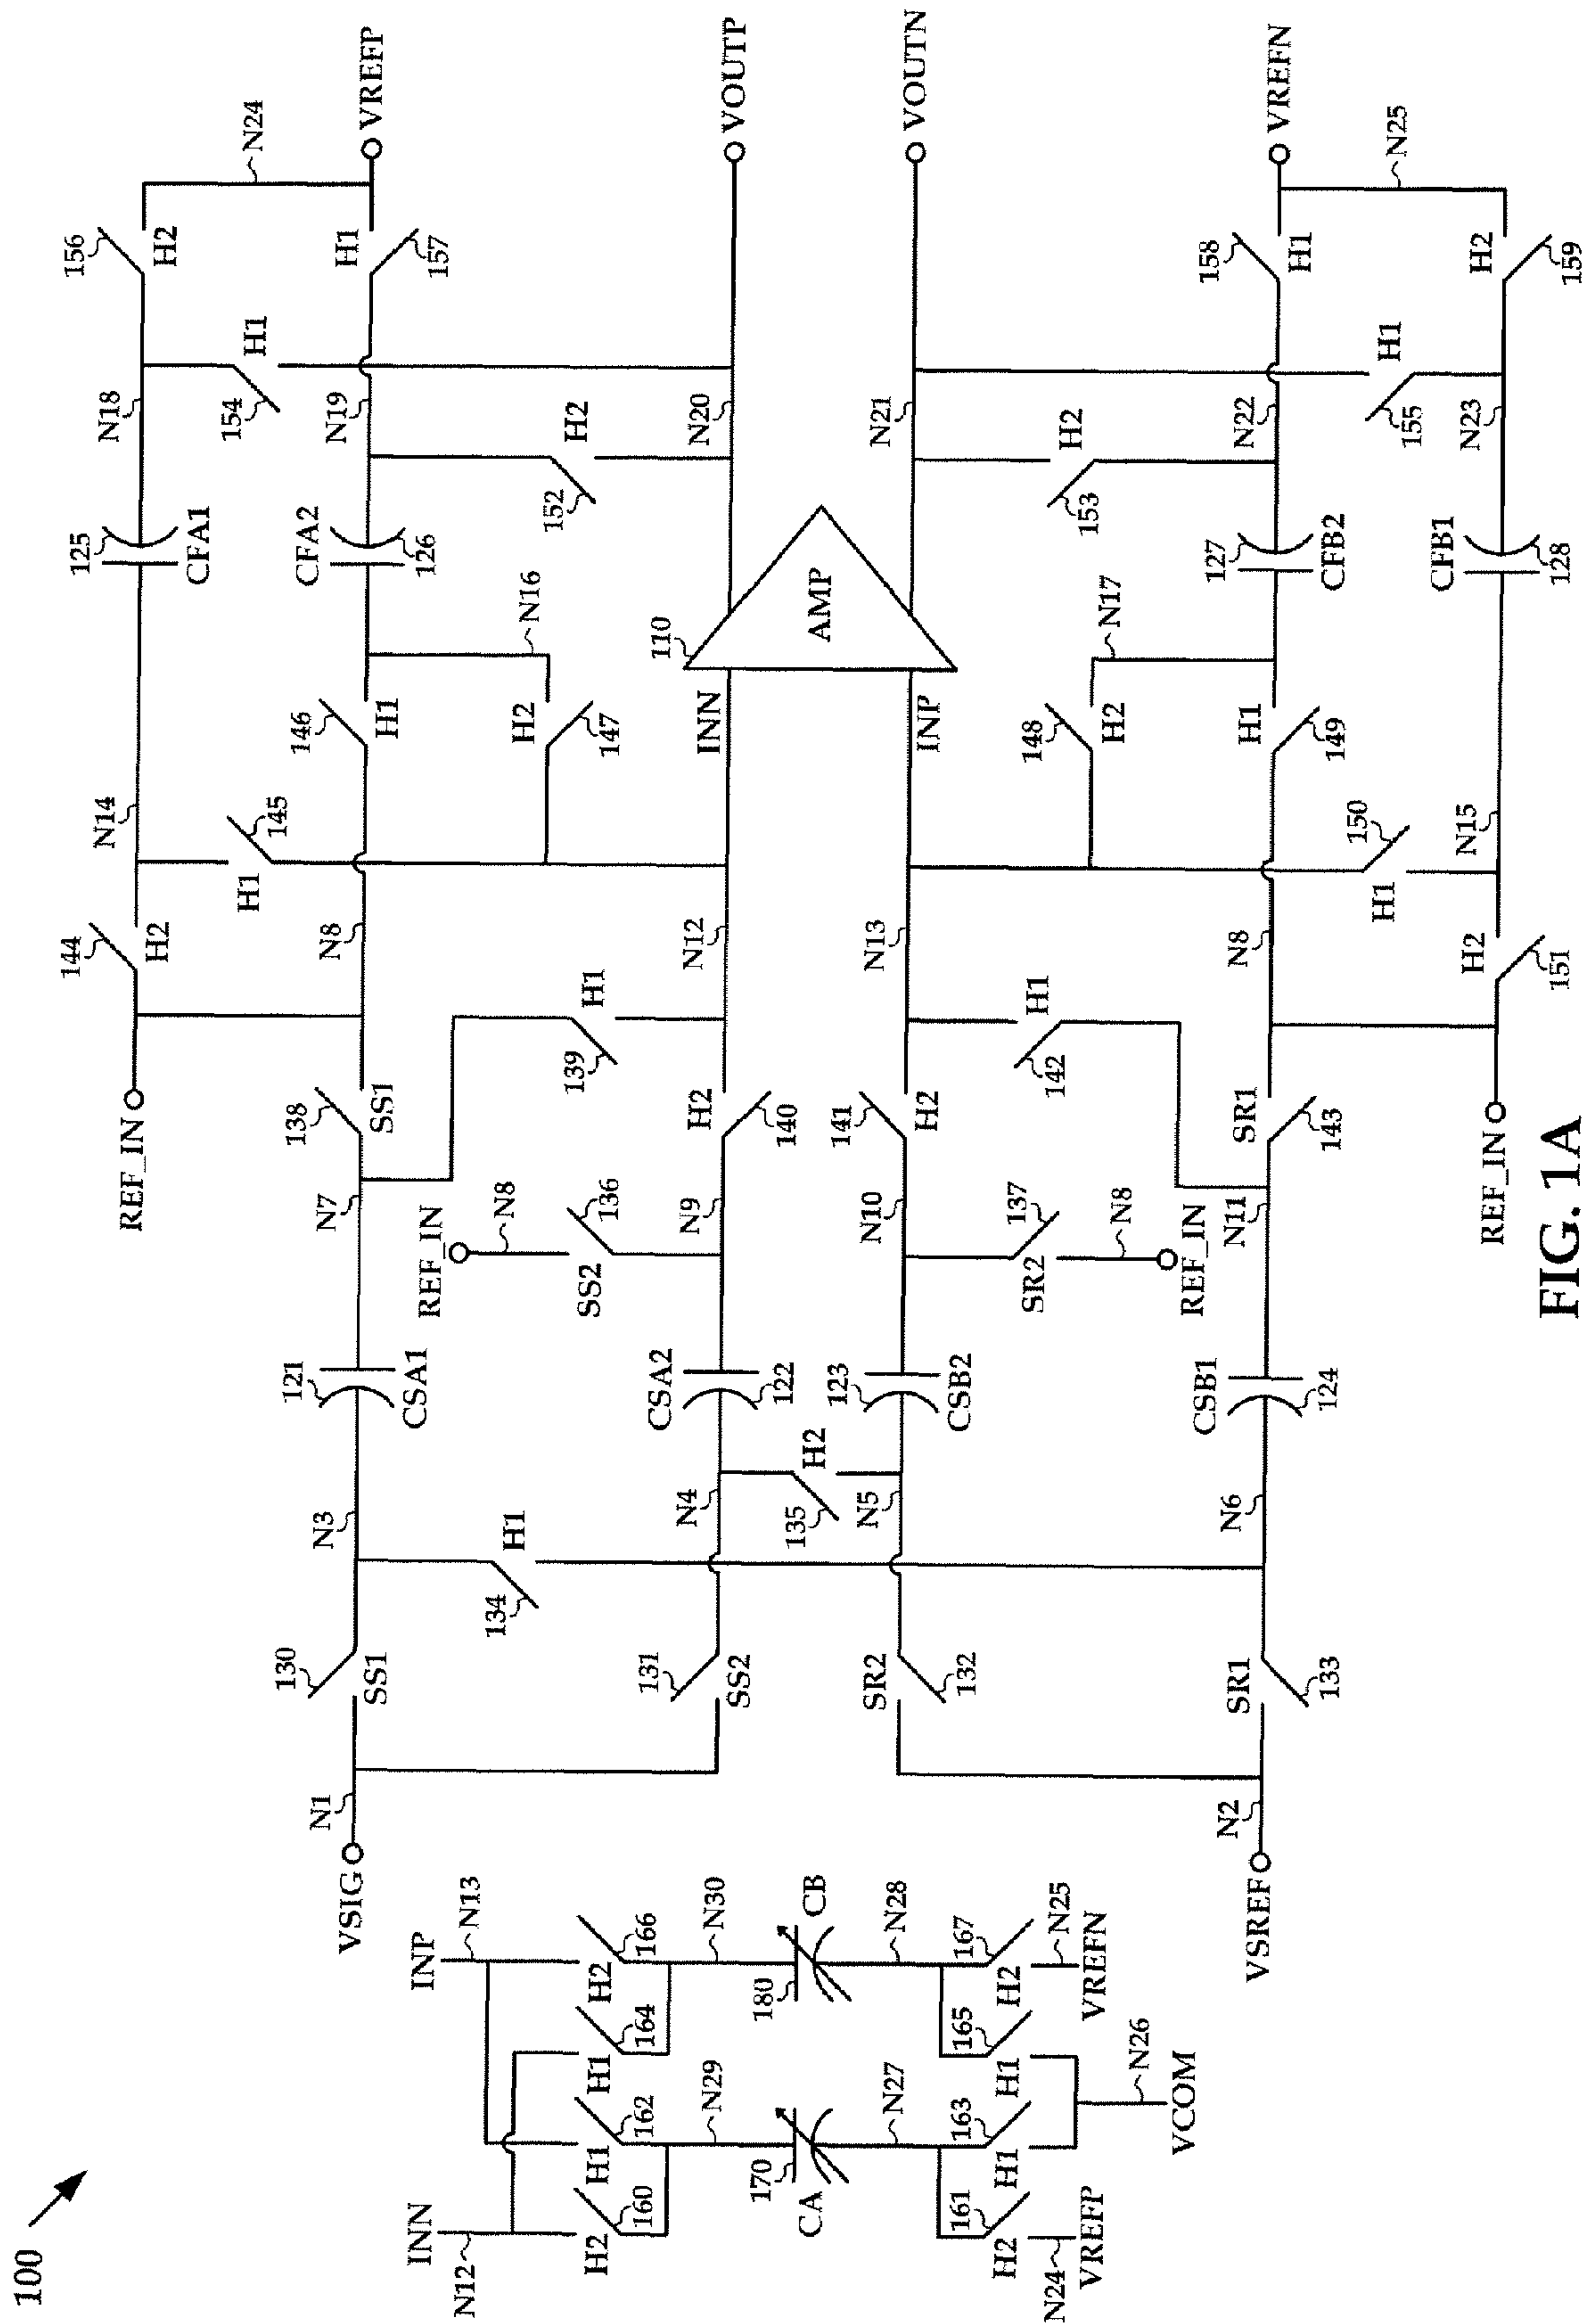 100
INN
N12
INP
N13
H2
160
H1
162
H1
164
H2
166
N29
N30
170
CA
180
CB
N27
N28
H2
161
H1
163
H1
165
H2
167
N24
VREFP
N26
VCOM
N25
VREFN
VSIG
N1
130
SS1
N3
121
CSA1
N7
138
SS1
REF_IN
144
H2
N14
125
CFA1
N18
156
H2
N24
134
H1
139
H1
N8
H1
145
146
H1
CFA2
126
N19
H1
154
H1
157
VREFP
REF_IN
N8
SS2
136
H2
147
N16
152
H2
131
SS2
N4
CSA2
122
N9
H2
140
N12
INN
110
AMP
N20
VOUTP
135
H2
SR2
132
N5
123
CSB2
N10
141
H2
N13
INP
N21
VOUTN
SR2
137
N8
REF_IN
142
H1
148
H2
N17
153
H2
VSREF
N2
SR1
133
N6
CSB1
124
N11
SR1
143
N8
H1
149
127
CFB2
N22
158
H1
VREFN
H1
150
155
H1
N25
REF_IN
H2
151
N15
CFB1
128
N23
H2
159
FIG. 1A